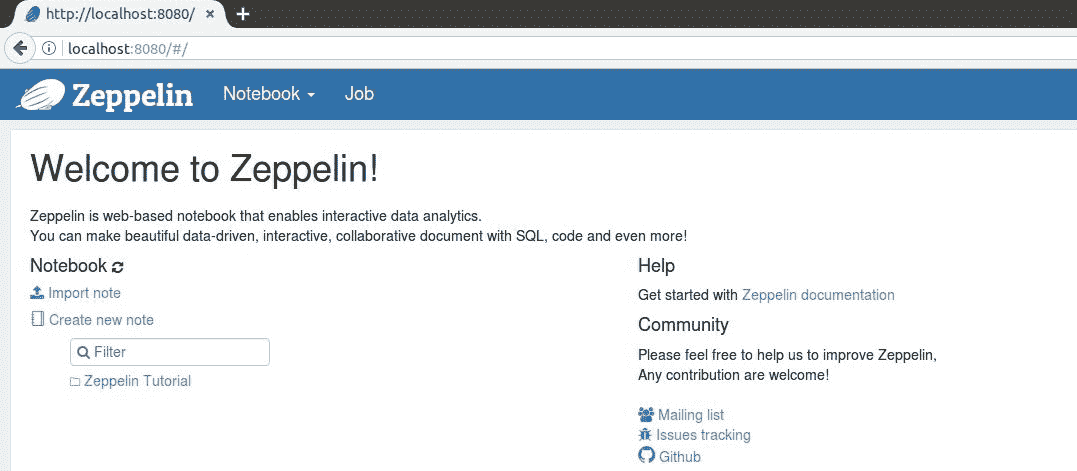 http://localhost:8080/
localhost:8080/#/
Zeppelin Notebook Job
Welcome to Zeppelin!
Zeppelin is web-based notebook that enables interactive data analytics.
You can make beautiful data-driven, interactive, collaborative document with SQL, code and even more!
Notebook
Import note
Create new note
Filter
Zeppelin Tutorial
Help
Get started with Zeppelin documentation
Community
Please feel free to help us to improve Zeppelin,
Any contribution are welcome!
Mailing list
Issues tracking
Github